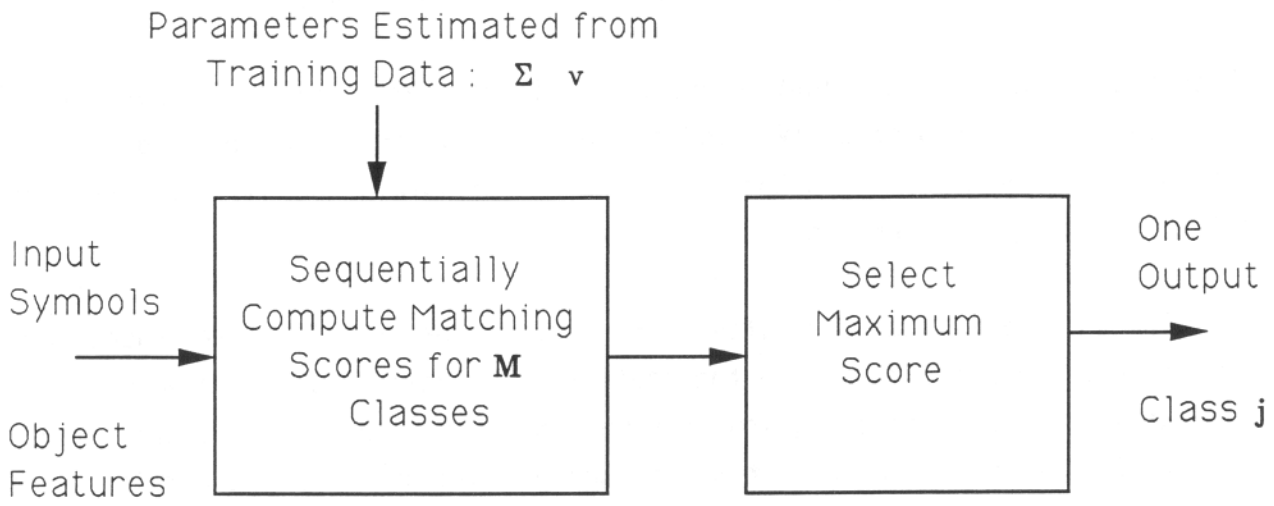 Parameters Estimated from
Training Data : Σ v
Input
Symbols
Object
Features
Sequentially
Compute Matching
Scores for M
Classes
Select
Maximum
Score
One
Output
Class j